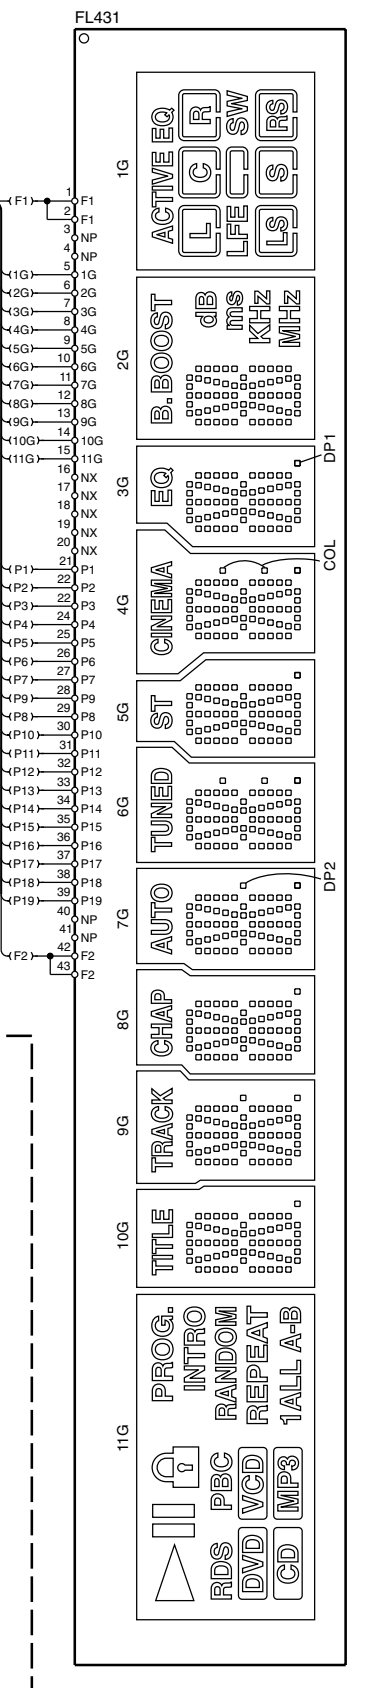 FL431
(F1)
1 F1
2 F1
3 NP
4 NP
(1G) 5 1G
(2G) 6 2G
(3G) 7 3G
(4G) 8 4G
(5G) 9 5G
(6G) 10 6G
(7G) 11 7G
(8G) 12 8G
(9G) 13 9G
(10G) 14 10G
(11G) 15 11G
16 NX
17 NX
18 NX
19 NX
20 NX
(P1) 21 P1
(P2) 22 P2
(P3) 22 P3
(P4) 24 P4
(P5) 25 P5
(P6) 26 P6
(P7) 27 P7
(P9) 28 P9
(P8) 29 P8
(P10) 30 P10
(P11) 31 P11
(P12) 32 P12
(P13) 33 P13
(P14) 34 P14
(P15) 35 P15
(P16) 36 P16
(P17) 37 P17
(P18) 38 P18
(P19) 39 P19
40 NP
41 NP
(F2) 42 F2
43 F2
1G
ACTIVE EQ
L C R
LFE SW
LS S RS
2G
B.BOOST
dB
ms
KHz
MHz
3G
EQ
DP1
4G
CINEMA
COL
5G
ST
6G
TUNED
7G
AUTO
DP2
8G
CHAP
9G
TRACK
10G
TITLE
11G
PROG.
INTRO
RANDOM
REPEAT
1ALL A-B
RDS PBC
DVD VCD
CD MP3